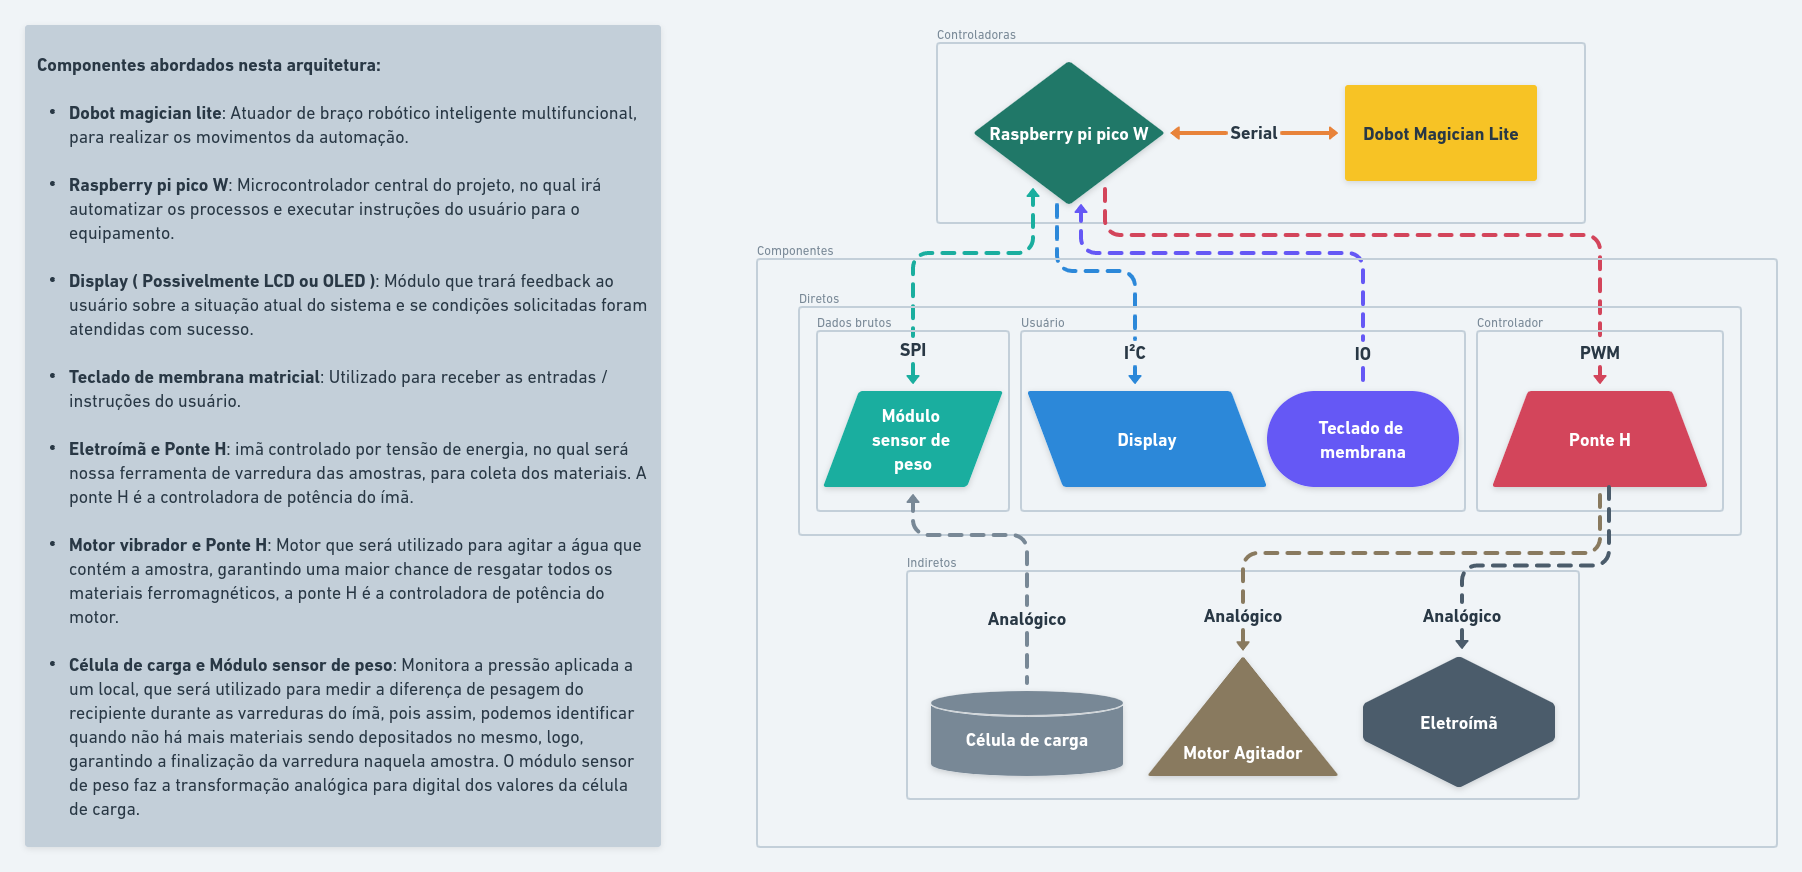 Componentes abordados nesta arquitetura:
• Dobot magician lite: Atuador de braço robótico inteligente multifuncional,
para realizar os movimentos da automação.
• Raspberry pi pico W: Microcontrolador central do projeto, no qual irá
automatizar os processos e executar instruções do usuário para o
equipamento.
• Display ( Possivelmente LCD ou OLED ): Módulo que trará feedback ao
usuário sobre a situação atual do sistema e se condições solicitadas foram
atendidas com sucesso.
• Teclado de membrana matricial: Utilizado para receber as entradas /
instruções do usuário.
• Eletroímã e Ponte H: imã controlado por tensão de energia, no qual será
nossa ferramenta de varredura das amostras, para coleta dos materiais. A
ponte H é a controladora de potência do ímã.
• Motor vibrador e Ponte H: Motor que será utilizado para agitar a água que
contém a amostra, garantindo uma maior chance de resgatar todos os
materiais ferromagnéticos, a ponte H é a controladora de potência do
motor.
• Célula de carga e Módulo sensor de peso: Monitora a pressão aplicada a
um local, que será utilizado para medir a diferença de pesagem do
recipiente durante as varreduras do ímã, pois assim, podemos identificar
quando não há mais materiais sendo depositados no mesmo, logo,
garantindo a finalização da varredura naquela amostra. O módulo sensor
de peso faz a transformação analógica para digital dos valores da célula
de carga.
Controladoras
Raspberry pi pico W
Serial
Dobot Magician Lite
Componentes
Diretos
Dados brutos
Usuário
Controlador
SPI
I²C
IO
PWM
Módulo
sensor de
peso
Display
Teclado de
membrana
Ponte H
Indiretos
Analógico
Analógico
Analógico
Célula de carga
Motor Agitador
Eletroímã